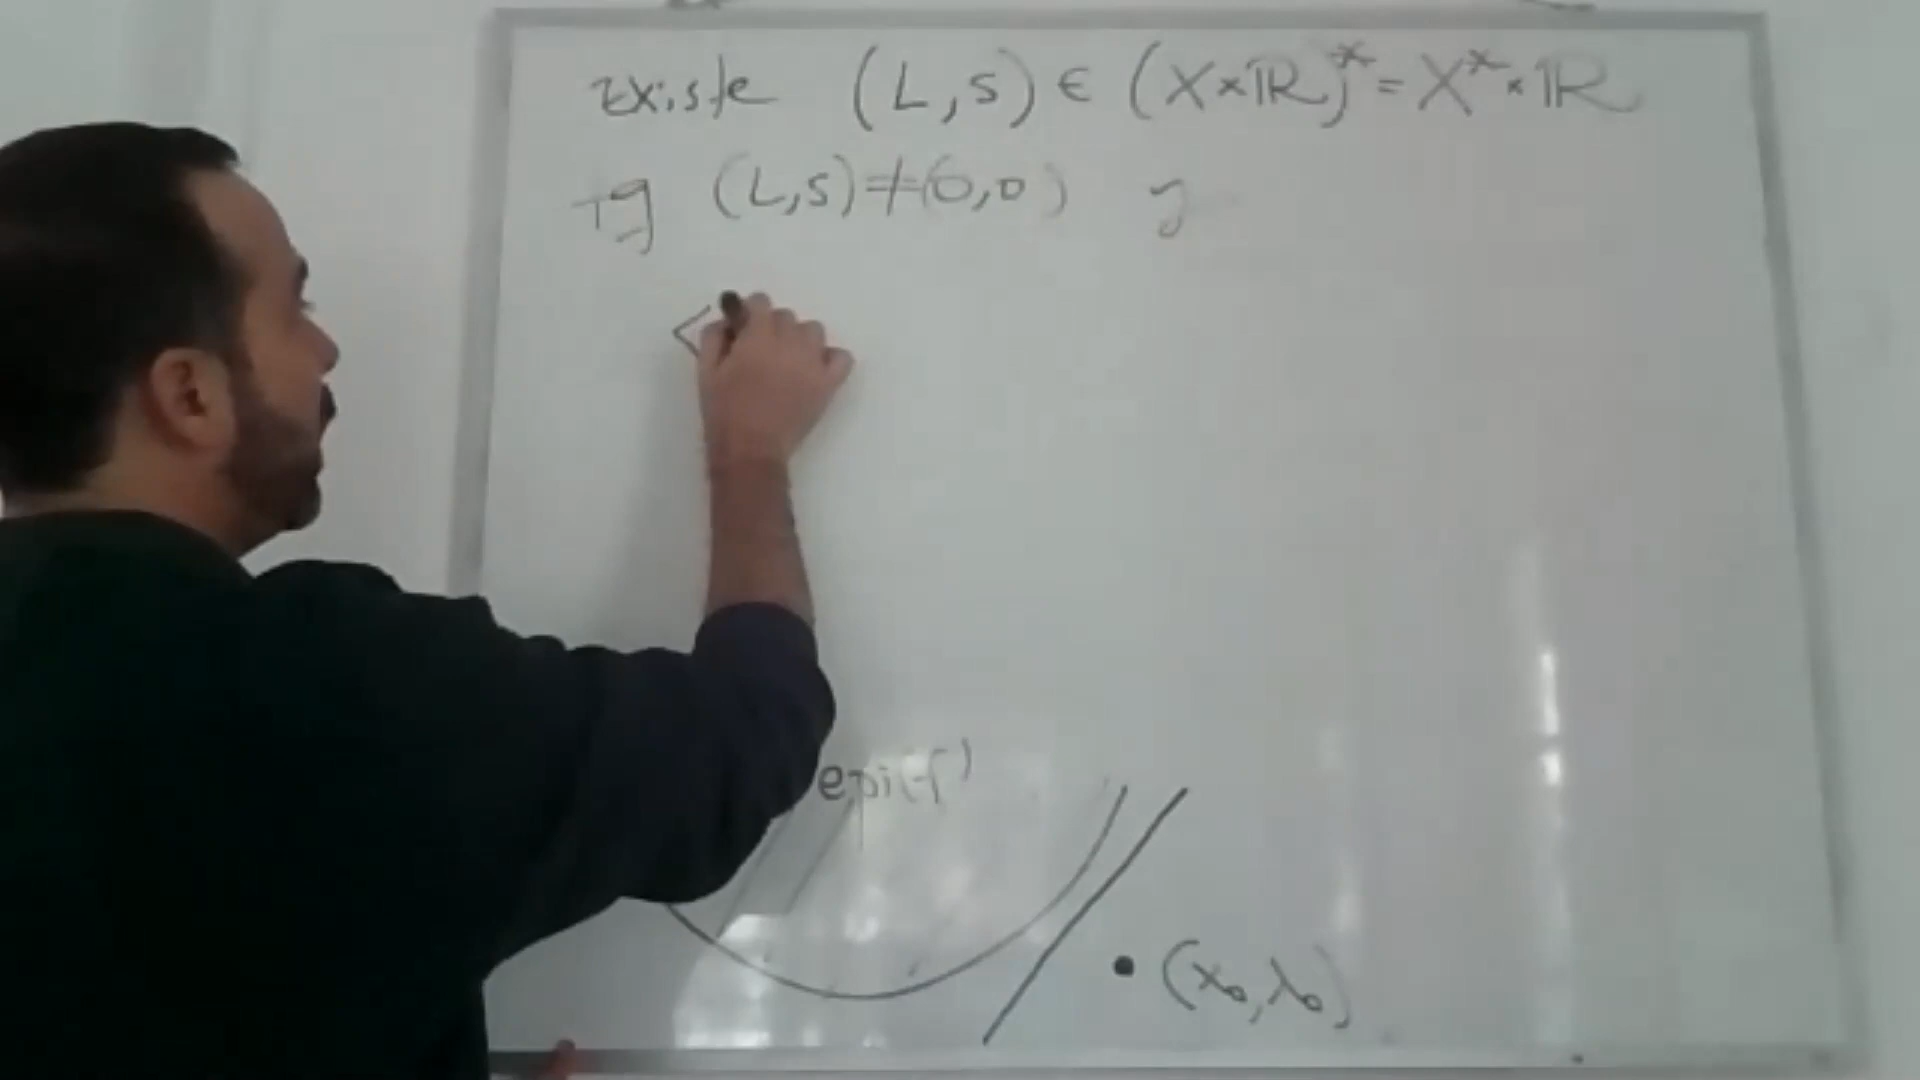 Existe (L,s) ∈ (X×ℝ)* = X*×ℝ
tq (L,s)≠(0,0) y
<
epi(f)
(x₀,λ₀)